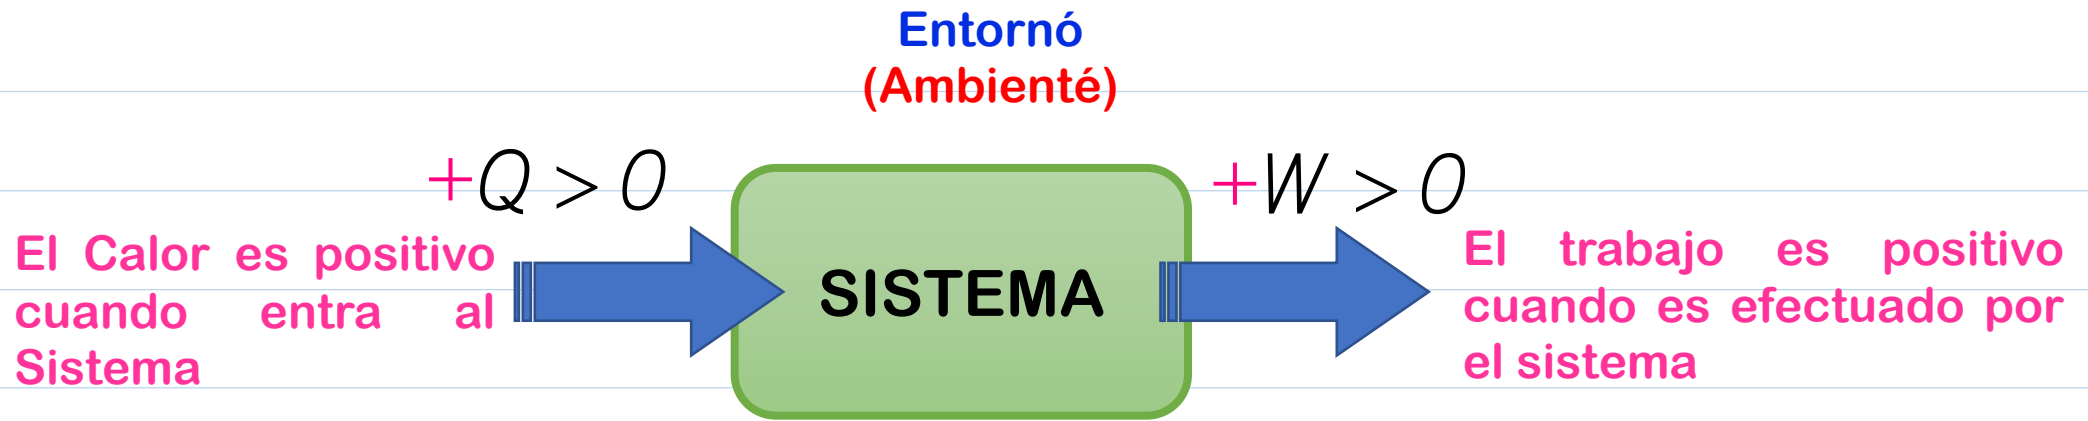 Entornó
(Ambienté)
+Q > 0
+W > 0
El Calor es positivo
cuando entra al
Sistema
SISTEMA
El trabajo es positivo
cuando es efectuado por
el sistema